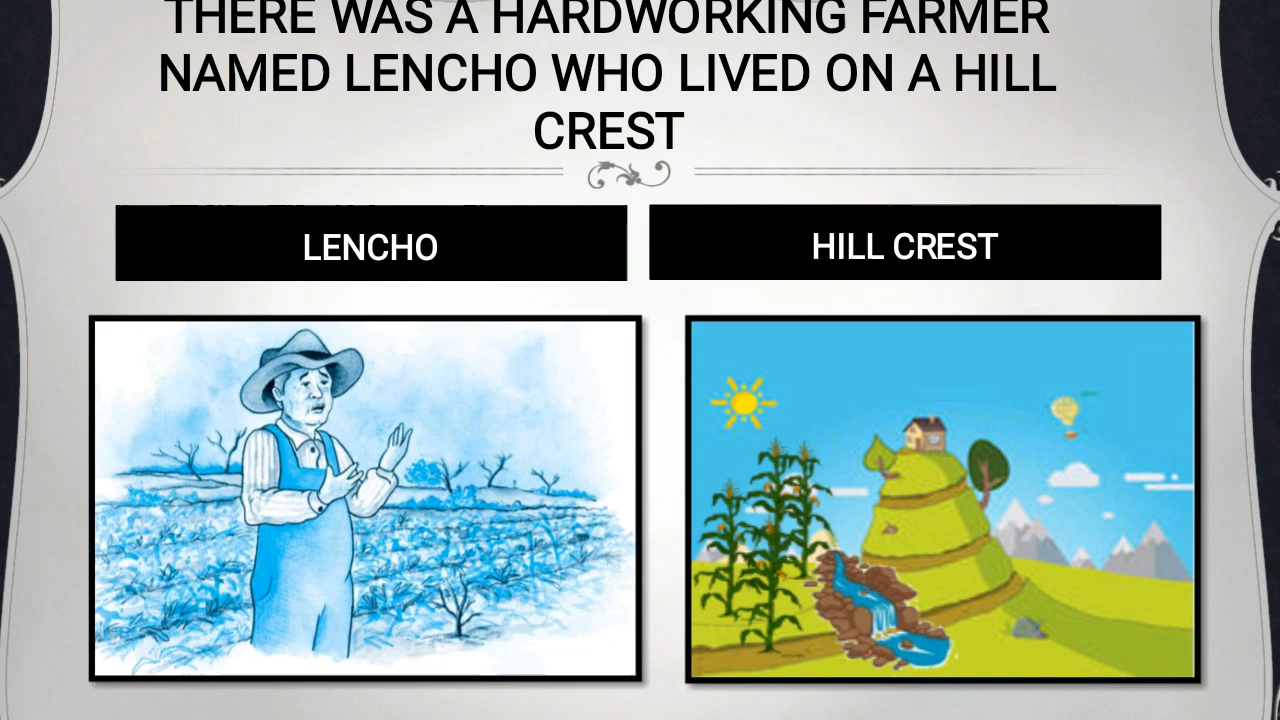 THERE WAS A HARDWORKING FARMER
NAMED LENCHO WHO LIVED ON A HILL
CREST
LENCHO
HILL CREST